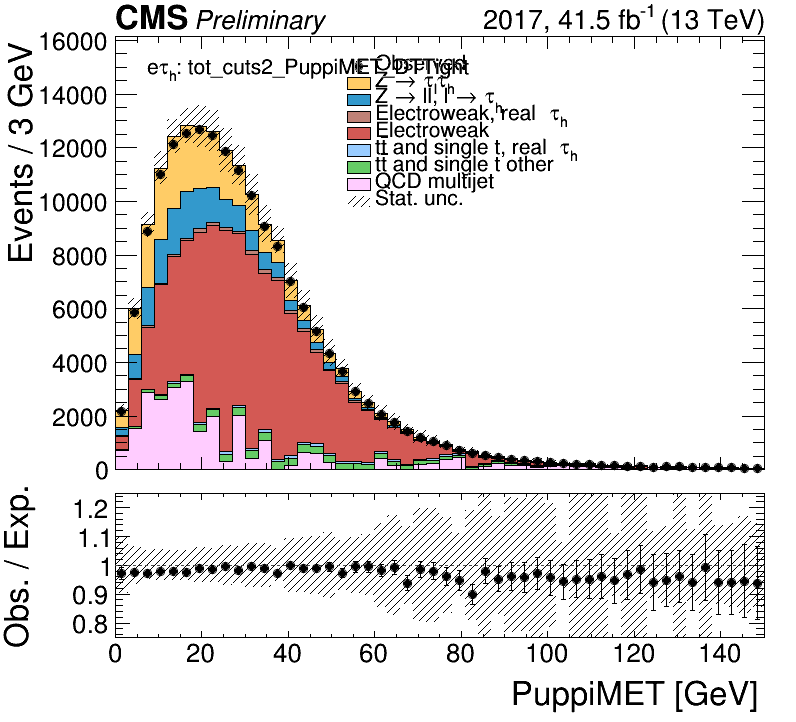 CMS Preliminary 2017, 41.5 fb⁻¹ (13 TeV)
Events / 3 GeV
16000
14000
12000
10000
8000
6000
4000
2000
0
eτh: tot_cuts2_PuppiMET_DTTight
Observed
Z → ττh
Z → ll, l → τh
Electroweak, real τh
Electroweak
tt̄ and single t, real τh
tt̄ and single t other
QCD multijet
Stat. unc.
Obs. / Exp.
1.2
1.1
1
0.9
0.8
0 20 40 60 80 100 120 140
PuppiMET [GeV]